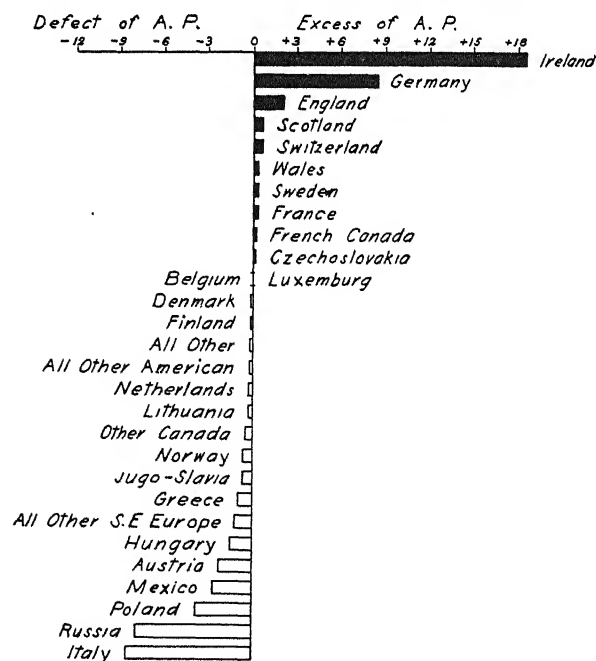 Defect of A. P. Excess of A. P.
-12 -9 -6 -3 0 +3 +6 +9 +12 +15 +18
Ireland
Germany
England
Scotland
Switzerland
Wales
Sweden
France
French Canada
Czechoslovakia
Belgium Luxemburg
Denmark
Finland
All Other
All Other American
Netherlands
Lithuania
Other Canada
Norway
Jugo-Slavia
Greece
All Other S.E Europe
Hungary
Austria
Mexico
Poland
Russia
Italy